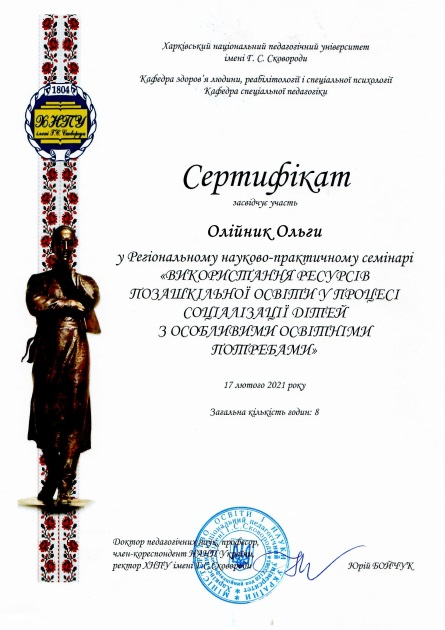 Харківський національний педагогічний університет
імені Г. С. Сковороди
Кафедра здоров'я людини, реабілітології і спеціальної психології
Кафедра спеціальної педагогіки
1804
ХНПУ
імені Г.С. Сковороди
Сертифікат
засвідчує участь
Олійник Ольги
у Регіональному науково-практичному семінарі
«ВИКОРИСТАННЯ РЕСУРСІВ
ПОЗАШКІЛЬНОЇ ОСВІТИ У ПРОЦЕСІ
СОЦІАЛІЗАЦІЇ ДІТЕЙ
З ОСОБЛИВИМИ ОСВІТНІМИ
ПОТРЕБАМИ»
17 лютого 2021 року
Загальна кількість годин: 8
Доктор педагогічних наук, професор,
член-кореспондент НАПН України,
ректор ХНПУ імені Г.С. Сковороди
Юрій БОЙЧУК